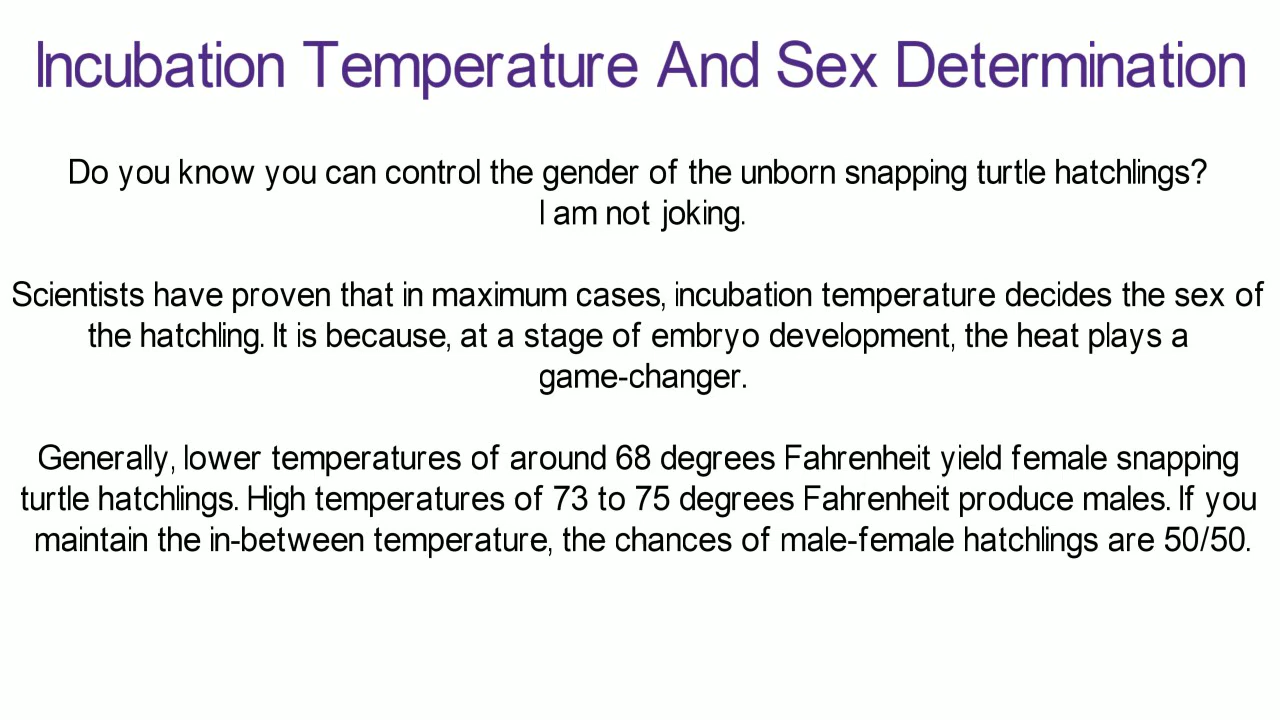 Incubation Temperature And Sex Determination
Do you know you can control the gender of the unborn snapping turtle hatchlings?
I am not joking.
Scientists have proven that in maximum cases, incubation temperature decides the sex of
the hatchling. It is because, at a stage of embryo development, the heat plays a
game-changer.
Generally, lower temperatures of around 68 degrees Fahrenheit yield female snapping
turtle hatchlings. High temperatures of 73 to 75 degrees Fahrenheit produce males. If you
maintain the in-between temperature, the chances of male-female hatchlings are 50/50.